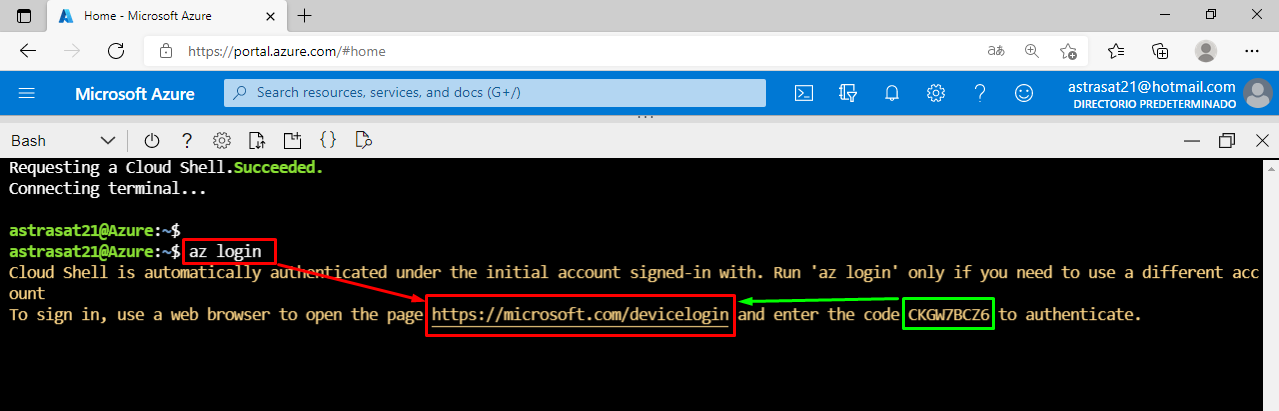 Home - Microsoft Azure
https://portal.azure.com/#home
aあ
Microsoft Azure
Search resources, services, and docs (G+/)
astrasat21@hotmail.com
DIRECTORIO PREDETERMINADO
Bash
Requesting a Cloud Shell.Succeeded.
Connecting terminal...
astrasat21@Azure:~$
astrasat21@Azure:~$ az login
Cloud Shell is automatically authenticated under the initial account signed-in with. Run 'az login' only if you need to use a different acc
ount
To sign in, use a web browser to open the page https://microsoft.com/devicelogin and enter the code CKGW7BCZ6 to authenticate.